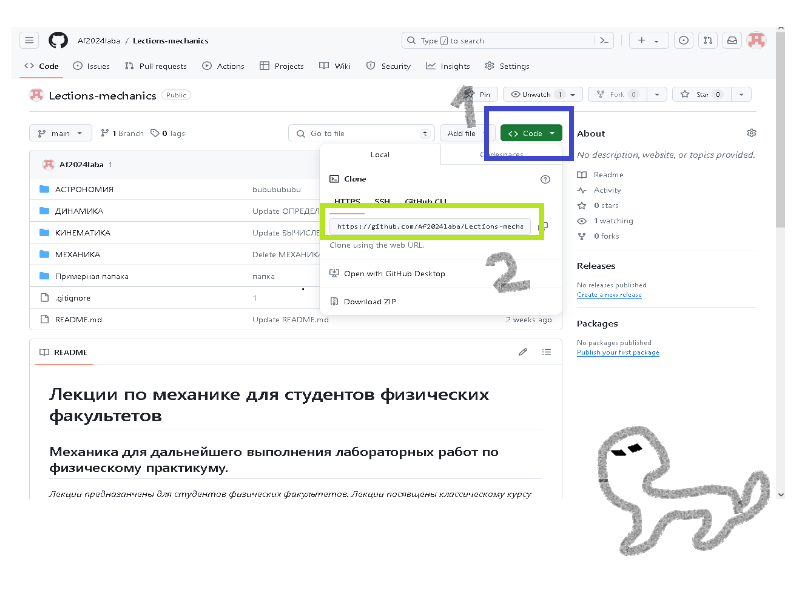 Af2024laba / Lections-mechanics
Type / to search
Code Issues Pull requests Actions Projects Wiki Security Insights Settings
Lections-mechanics Public
Pin Unwatch 1 Fork 0 Star 0
1
main 1 Branch 0 Tags Go to file t Add file Code
Local Codespaces
Af2024laba
Clone
HTTPS SSH GitHub CLI
https://github.com/Af2024laba/Lections-mecha
Clone using the web URL.
Open with GitHub Desktop
Download ZIP
2
АСТРОНОМИЯ bububububu
ДИНАМИКА Update ОПРЕДЕЛ
КИНЕМАТИКА Update
МЕХАНИКА Delete МЕХАНИК
Примерная папака папка
.gitignore 1
README.md Update README.md 2 weeks ago
About
No description, website, or topics provided.
Readme
Activity
0 stars
1 watching
0 forks
Releases
No releases published
Create a new release
Packages
No packages published
Publish your first package
README
Лекции по механике для студентов физических
факультетов
Механика для дальнейшего выполнения лабораторных работ по
физическому практикуму.
Лекции предназанчены для студентов физических факультетов. Лекции посвящены классическому курсу